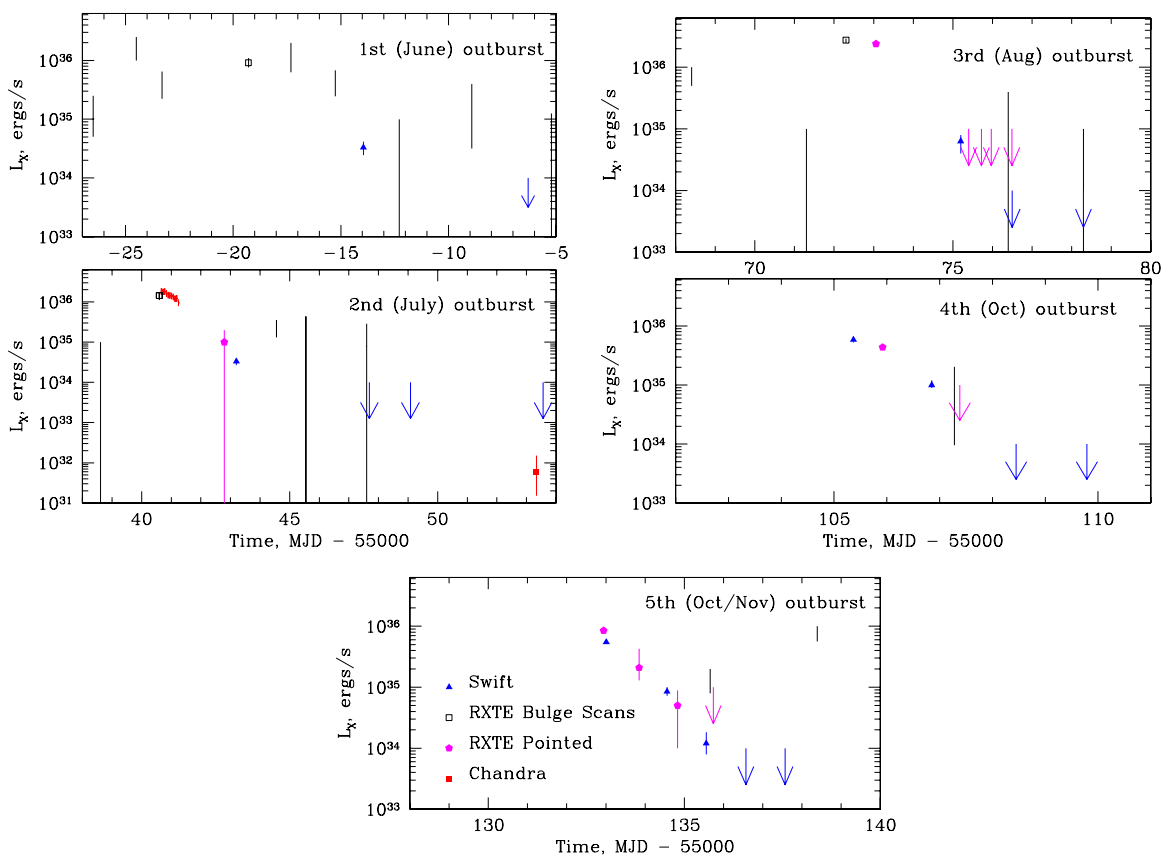 1st (June) outburst
L_X, ergs/s
10^36
10^35
10^34
10^33
−25 −20 −15 −10 −5
3rd (Aug) outburst
L_X, ergs/s
10^36
10^35
10^34
10^33
70 75 80
2nd (July) outburst
L_X, ergs/s
10^36
10^35
10^34
10^33
10^32
10^31
40 45 50
Time, MJD − 55000
4th (Oct) outburst
L_X, ergs/s
10^36
10^35
10^34
10^33
105 110
Time, MJD − 55000
5th (Oct/Nov) outburst
L_X, ergs/s
10^36
10^35
10^34
10^33
Swift
RXTE Bulge Scans
RXTE Pointed
Chandra
130 135 140
Time, MJD − 55000